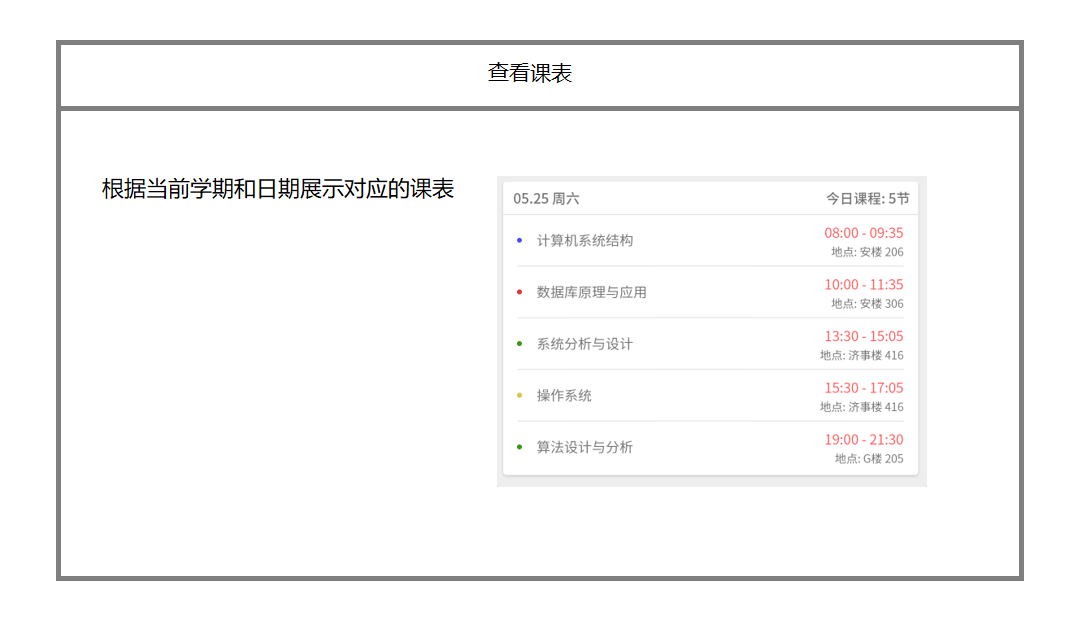 查看课表
根据当前学期和日期展示对应的课表
05.25 周六 今日课程: 5节
计算机系统结构 08:00 - 09:35
地点: 安楼 206
数据库原理与应用 10:00 - 11:35
地点: 安楼 306
系统分析与设计 13:30 - 15:05
地点: 济事楼 416
操作系统 15:30 - 17:05
地点: 济事楼 416
算法设计与分析 19:00 - 21:30
地点: G楼 205